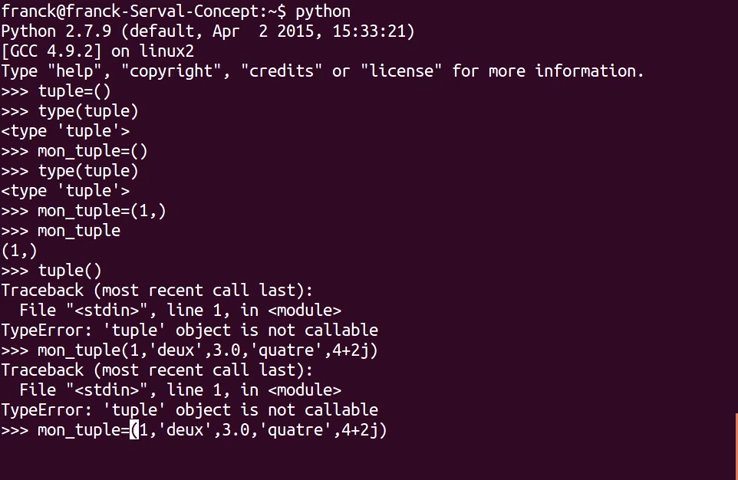 franck@franck-Serval-Concept:~$ python
Python 2.7.9 (default, Apr  2 2015, 15:33:21)
[GCC 4.9.2] on linux2
Type "help", "copyright", "credits" or "license" for more information.
>>> tuple=()
>>> type(tuple)
<type 'tuple'>
>>> mon_tuple=()
>>> type(tuple)
<type 'tuple'>
>>> mon_tuple=(1,)
>>> mon_tuple
(1,)
>>> tuple()
Traceback (most recent call last):
  File "<stdin>", line 1, in <module>
TypeError: 'tuple' object is not callable
>>> mon_tuple(1,'deux',3.0,'quatre',4+2j)
Traceback (most recent call last):
  File "<stdin>", line 1, in <module>
TypeError: 'tuple' object is not callable
>>> mon_tuple=(1,'deux',3.0,'quatre',4+2j)